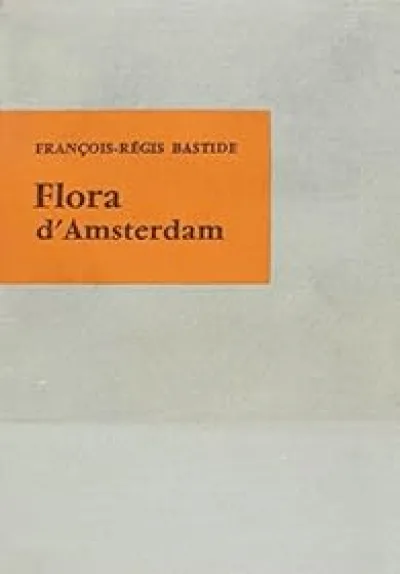 FRANÇOIS-RÉGIS BASTIDE
Flora
d'Amsterdam